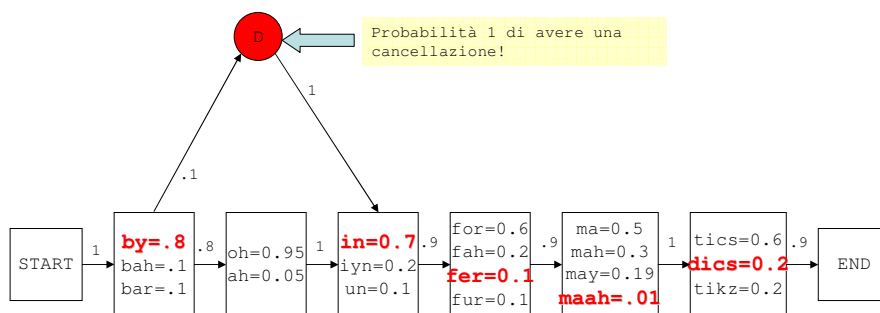 D
Probabilità 1 di avere una
cancellazione!
1
.1
START
1
by=.8
bah=.1
bar=.1
.8
oh=0.95
ah=0.05
1
in=0.7
iyn=0.2
un=0.1
.9
for=0.6
fah=0.2
fer=0.1
fur=0.1
.9
ma=0.5
mah=0.3
may=0.19
maah=.01
1
tics=0.6
dics=0.2
tikz=0.2
.9
END